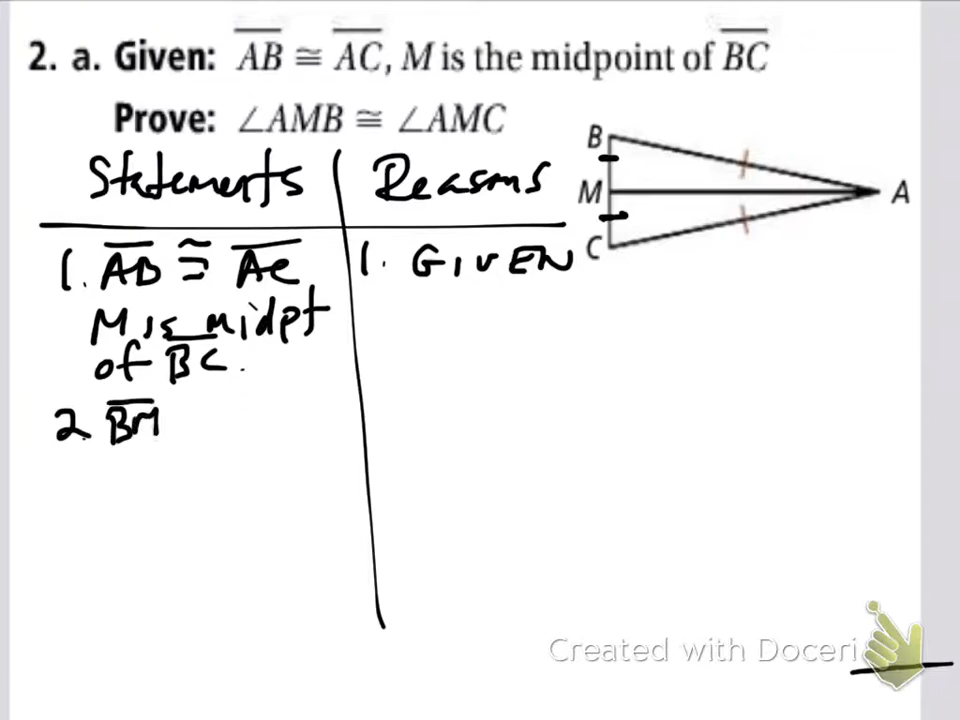 2. a. Given: AB ≅ AC, M is the midpoint of BC
Prove: ∠AMB ≅ ∠AMC
Statements Reasons
B
M
A
C
1. AB ≅ AC 1. GIVEN
M is midpt
of BC.
2. BM
Created with Doceri